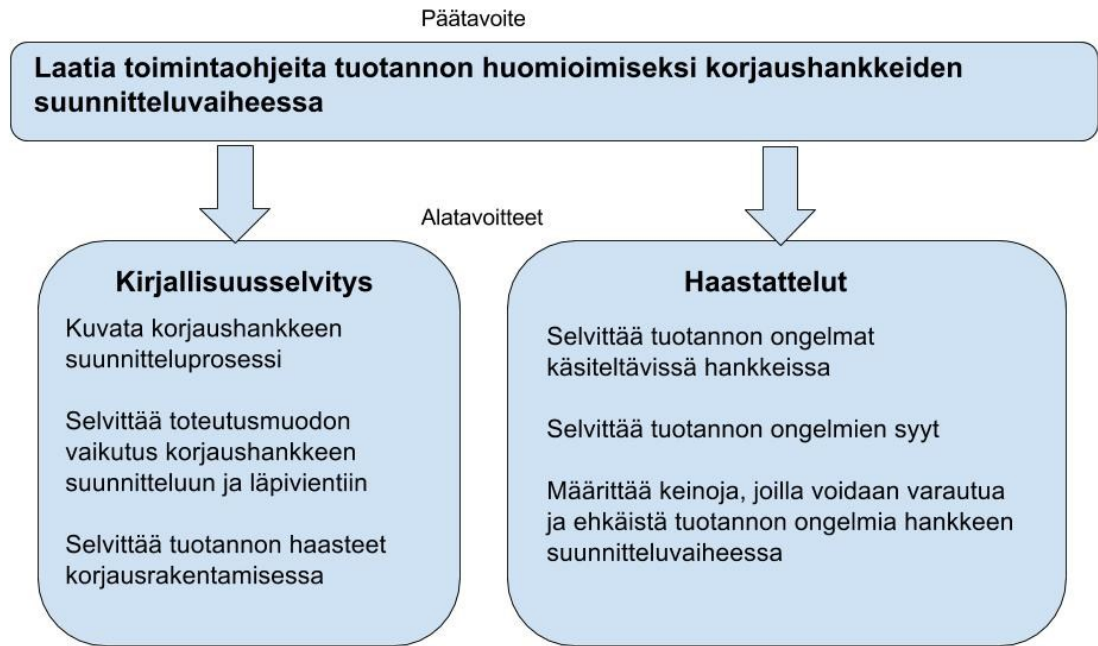 Päätavoite
Laatia toimintaohjeita tuotannon huomioimiseksi korjaushankkeiden
suunnitteluvaiheessa
Alatavoitteet
Kirjallisuusselvitys
Kuvata korjaushankkeen
suunnitteluprosessi
Selvittää toteutusmuodon
vaikutus korjaushankkeen
suunnitteluun ja läpivientiin
Selvittää tuotannon haasteet
korjausrakentamisessa
Haastattelut
Selvittää tuotannon ongelmat
käsiteltävissä hankkeissa
Selvittää tuotannon ongelmien syyt
Määrittää keinoja, joilla voidaan varautua
ja ehkäistä tuotannon ongelmia hankkeen
suunnitteluvaiheessa